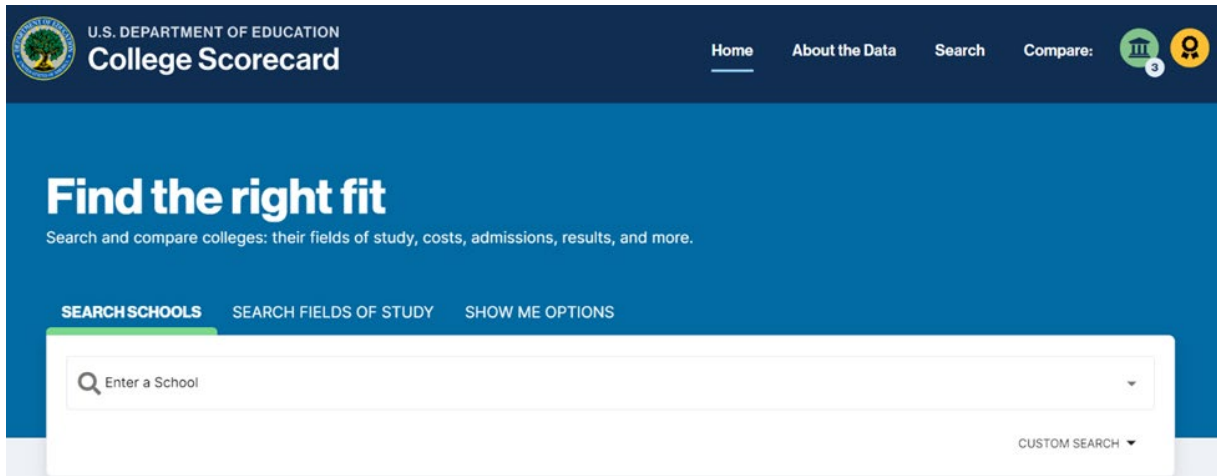 U.S. DEPARTMENT OF EDUCATION
College Scorecard
Home About the Data Search Compare:
3
Find the right fit
Search and compare colleges: their fields of study, costs, admissions, results, and more.
SEARCH SCHOOLS SEARCH FIELDS OF STUDY SHOW ME OPTIONS
Enter a School
CUSTOM SEARCH